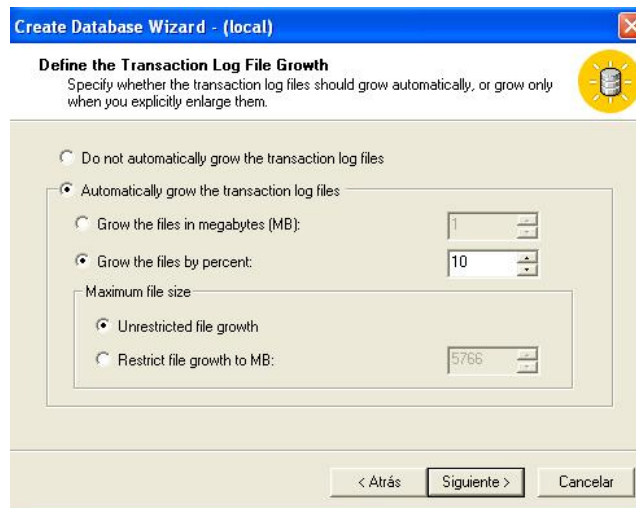 Create Database Wizard - (local)
Define the Transaction Log File Growth
Specify whether the transaction log files should grow automatically, or grow only
when you explicitly enlarge them.
Do not automatically grow the transaction log files
Automatically grow the transaction log files
Grow the files in megabytes (MB): 1
Grow the files by percent: 10
Maximum file size
Unrestricted file growth
Restrict file growth to MB: 5766
< Atrás Siguiente > Cancelar